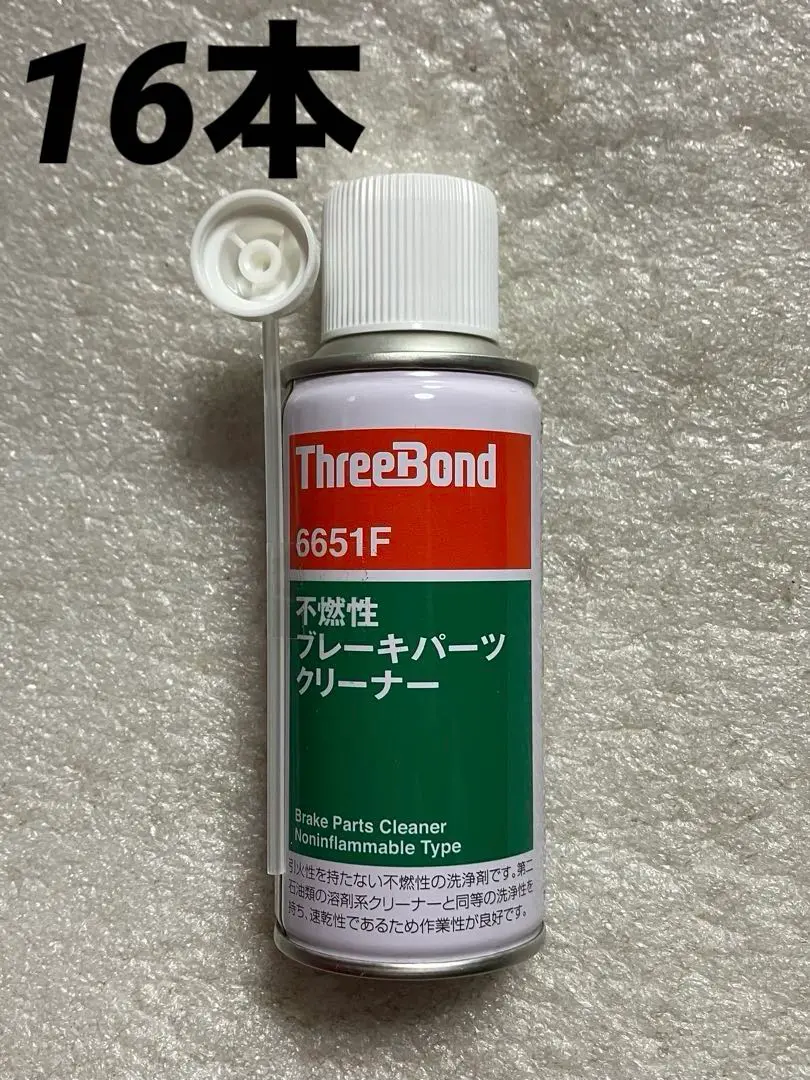 16本
ThreeBond
6651F
不燃性
ブレーキパーツ
クリーナー
Brake Parts Cleaner
Noninflammable Type
引火性を持たない不燃性の洗浄剤です。第二
石油類の溶剤系クリーナーと同等の洗浄性を
持ち、速乾性であるため作業性が良好です。